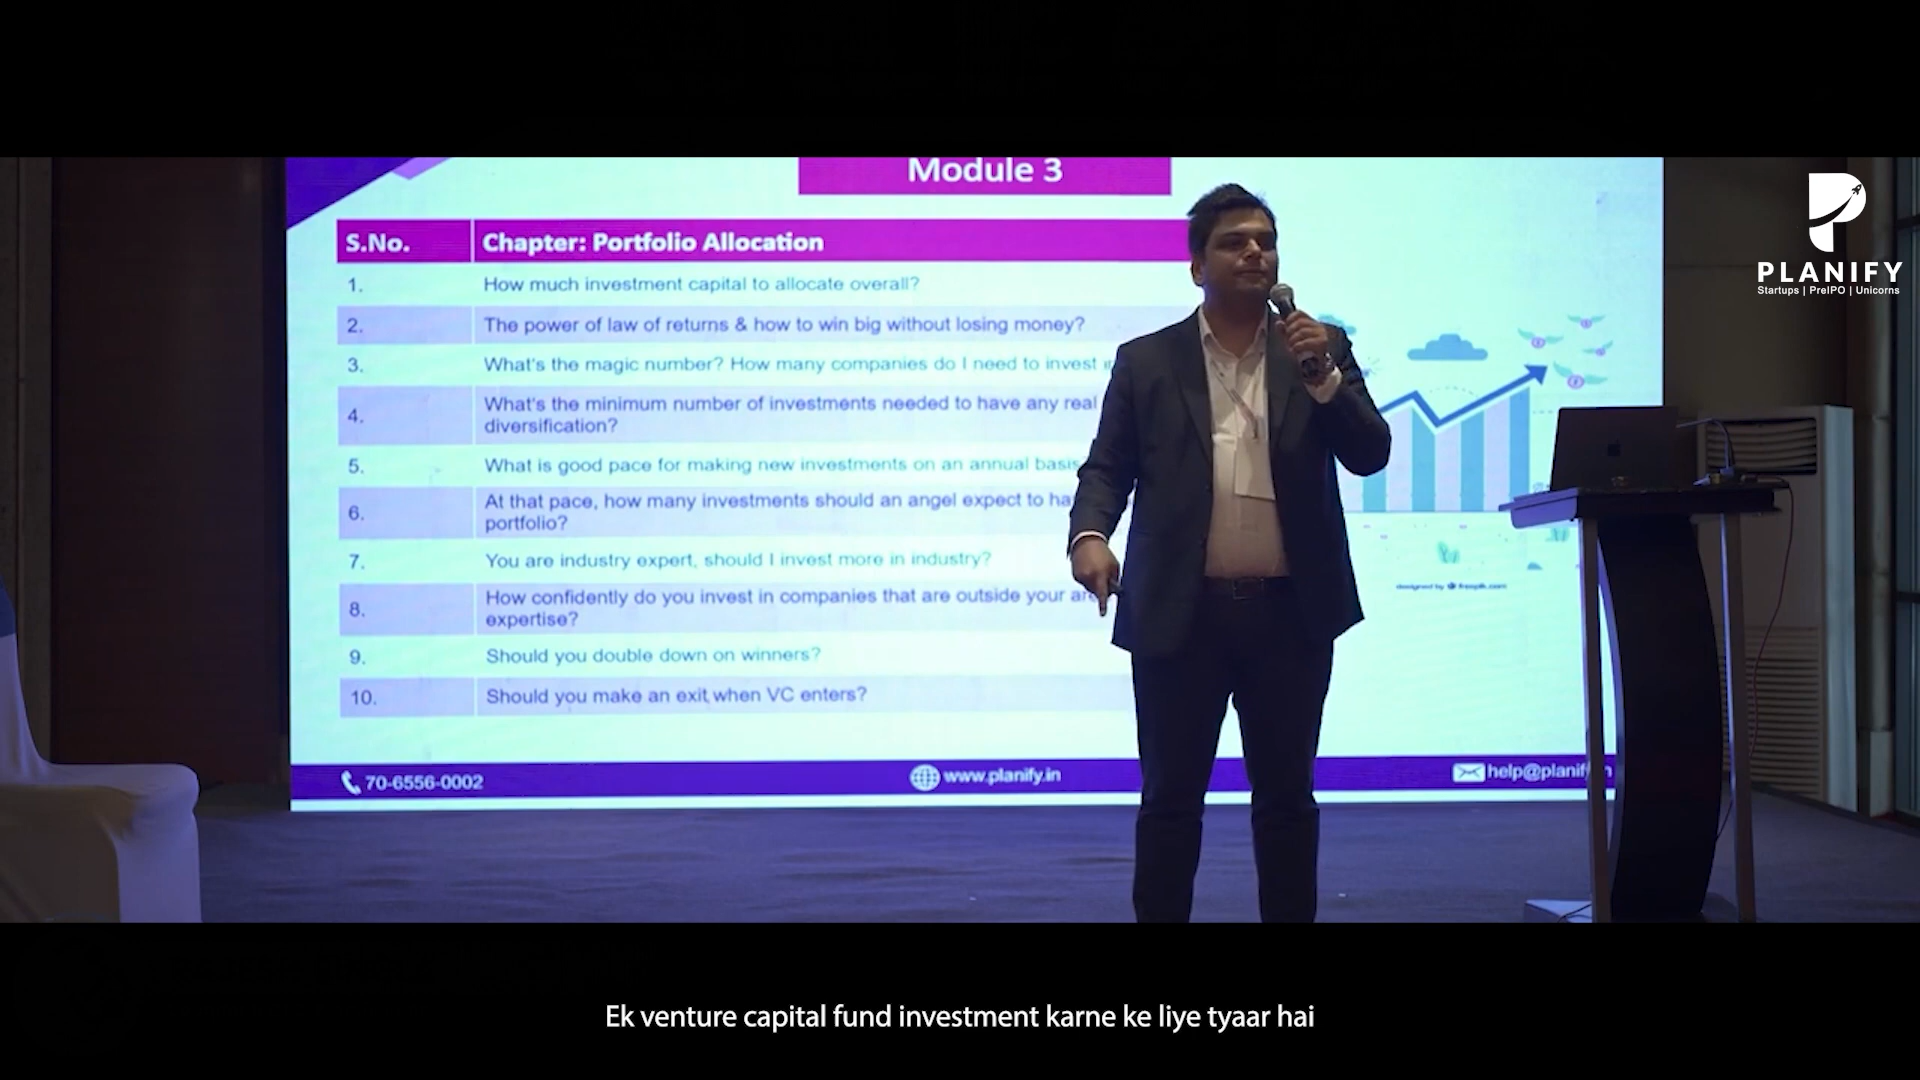 Module 3
PLANIFY
Startups | PreIPO | Unicorns
S.No. Chapter: Portfolio Allocation
1. How much investment capital to allocate overall?
2. The power of law of returns & how to win big without losing money?
3. What's the magic number? How many companies do I need to invest
4. What's the minimum number of investments needed to have any real
diversification?
5. What is good pace for making new investments on an annual basis
6. At that pace, how many investments should an angel expect to
portfolio?
7. You are industry expert, should I invest more in industry?
8. How confidently do you invest in companies that are outside your
expertise?
9. Should you double down on winners?
10. Should you make an exit when VC enters?
designed by freepik.com
70-6556-0002 www.planify.in
Ek venture capital fund investment karne ke liye tyaar hai